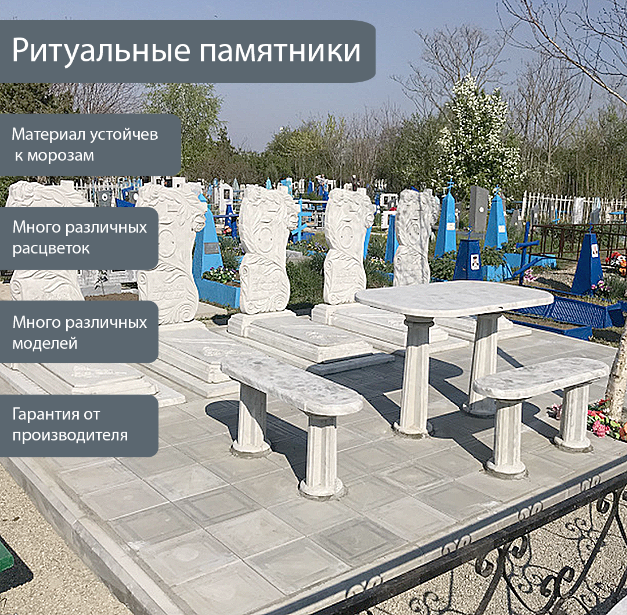 Ритуальные памятники
Материал устойчев
к морозам
Много различных
расцветок
Много различных
моделей
Гарантия от
производителя